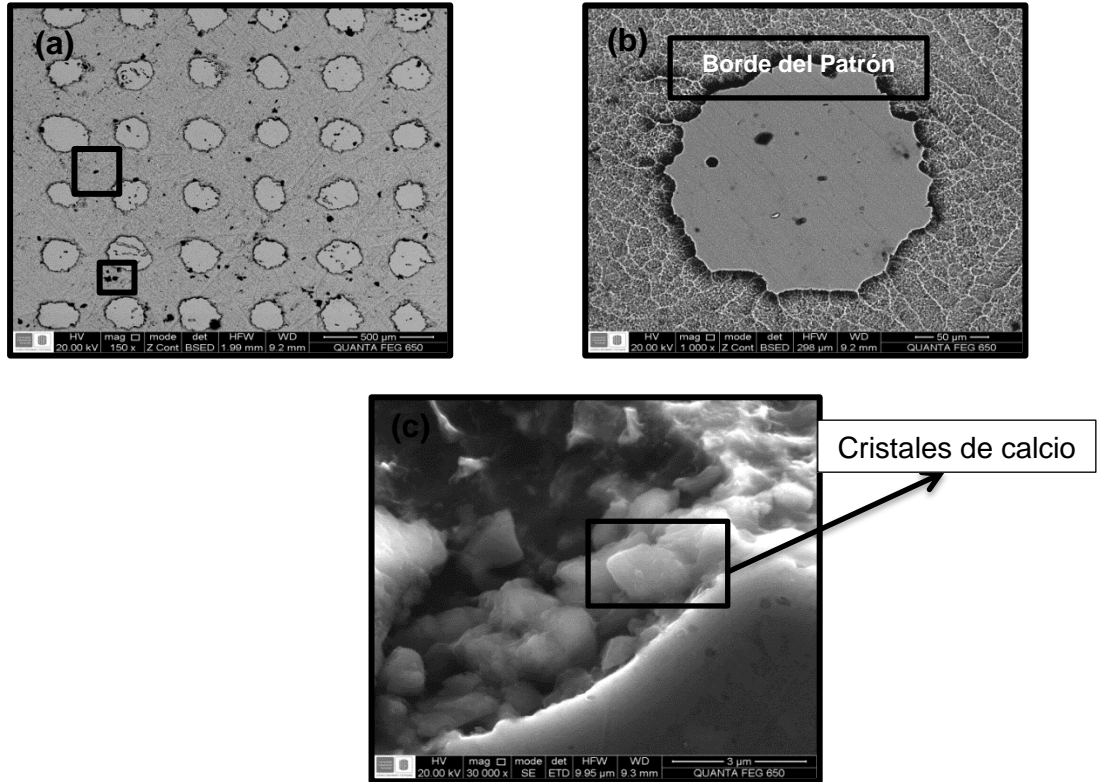 (a)
HV mag □ mode det HFW WD 500 µm
20.00 kV 150 x Z Cont BSED 1.99 mm 9.2 mm QUANTA FEG 650
(b)
Borde del Patrón
HV mag □ mode det HFW WD 50 µm
20.00 kV 1 000 x Z Cont BSED 298 µm 9.2 mm QUANTA FEG 650
(c)
Cristales de calcio
HV mag □ mode det HFW WD 3 µm
20.00 kV 30 000 x SE ETD 9.95 µm 9.3 mm QUANTA FEG 650